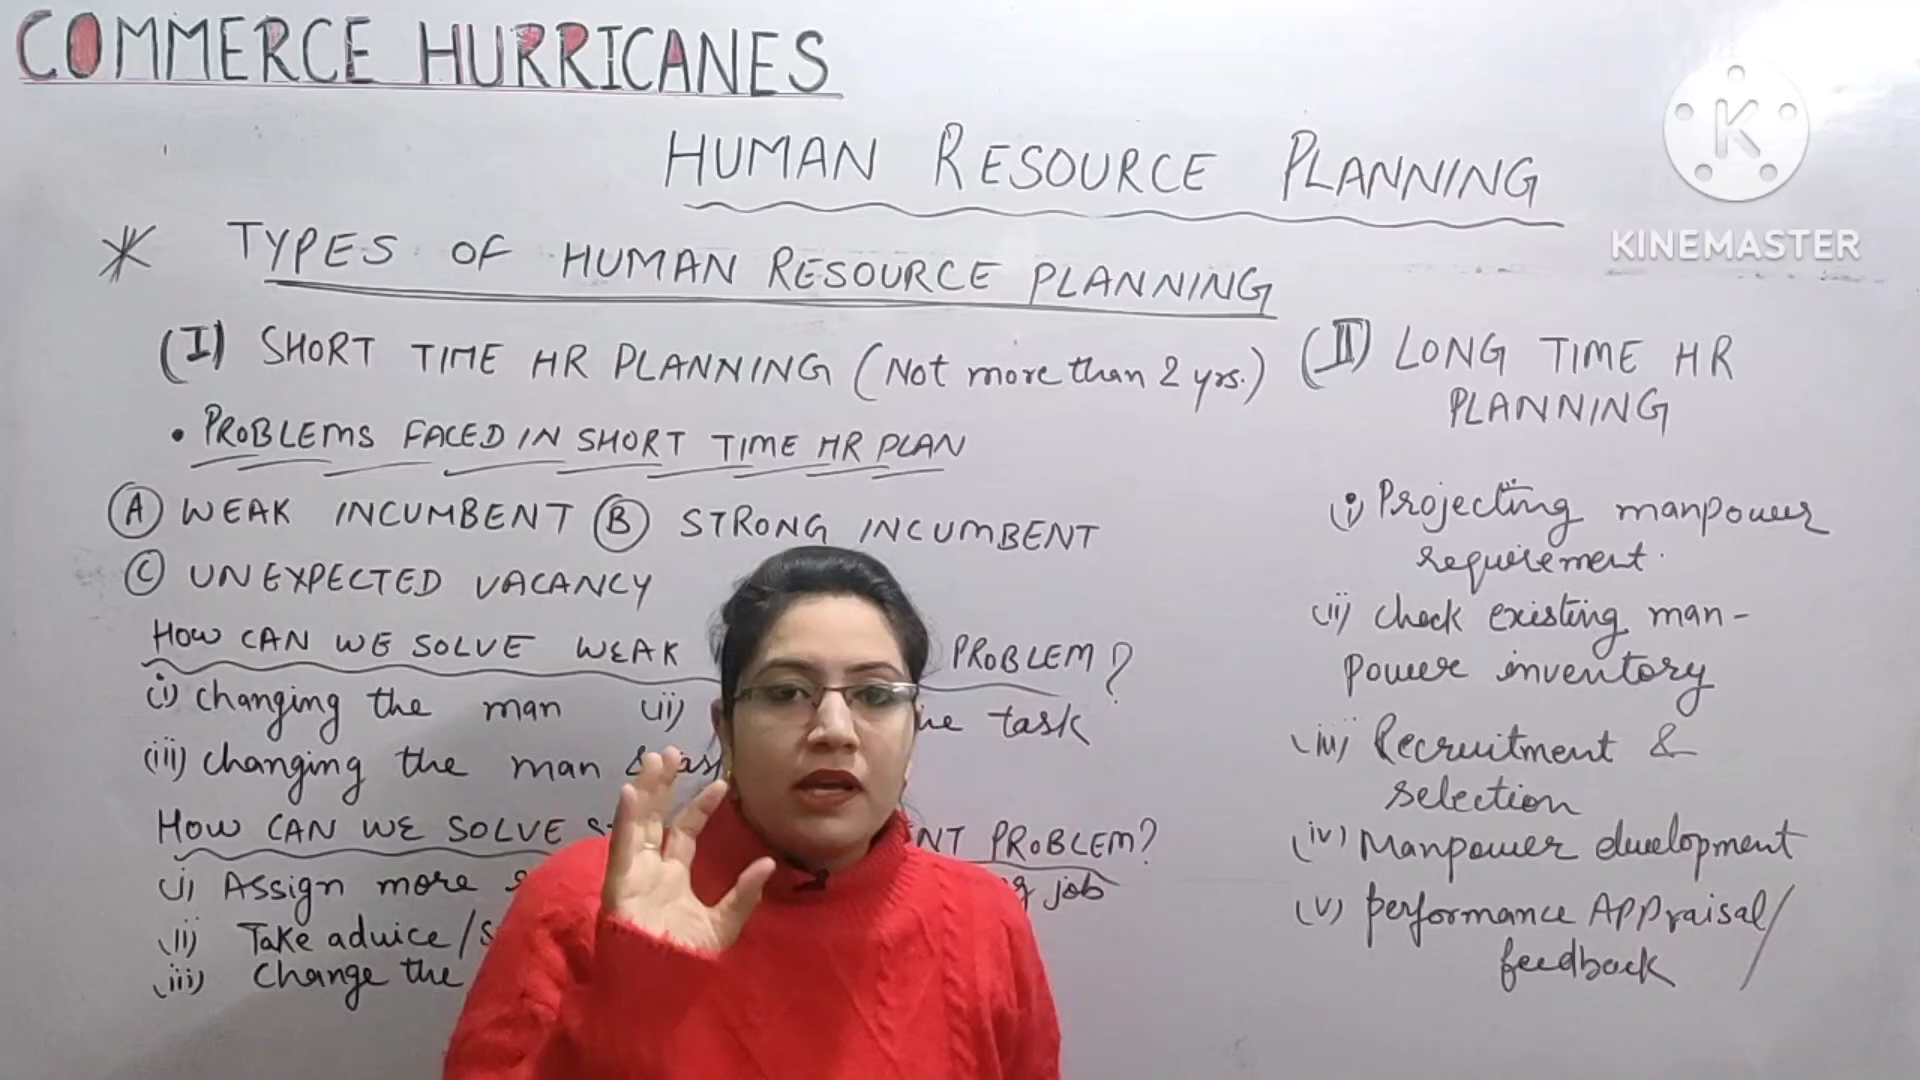 COMMERCE HURRICANES
HUMAN RESOURCE PLANNING
K
KINEMASTER
* TYPES OF HUMAN RESOURCE PLANNING
(I) SHORT TIME HR PLANNING (Not more than 2 yrs.)
• PROBLEMS FACED IN SHORT TIME HR PLAN
(A) WEAK INCUMBENT (B) STRONG INCUMBENT
(C) UNEXPECTED VACANCY
HOW CAN WE SOLVE WEAK PROBLEM?
(i) changing the man (ii) task
(iii) changing the man &
HOW CAN WE SOLVE PROBLEM?
(i) Assign more job
(ii) Take advice/
(iii) Change the
(II) LONG TIME HR
PLANNING
(i) Projecting manpower
requirement.
(ii) check existing man-
power inventory
(iii) Recruitment &
selection
(iv) Manpower development
(v) performance Appraisal/
feedback